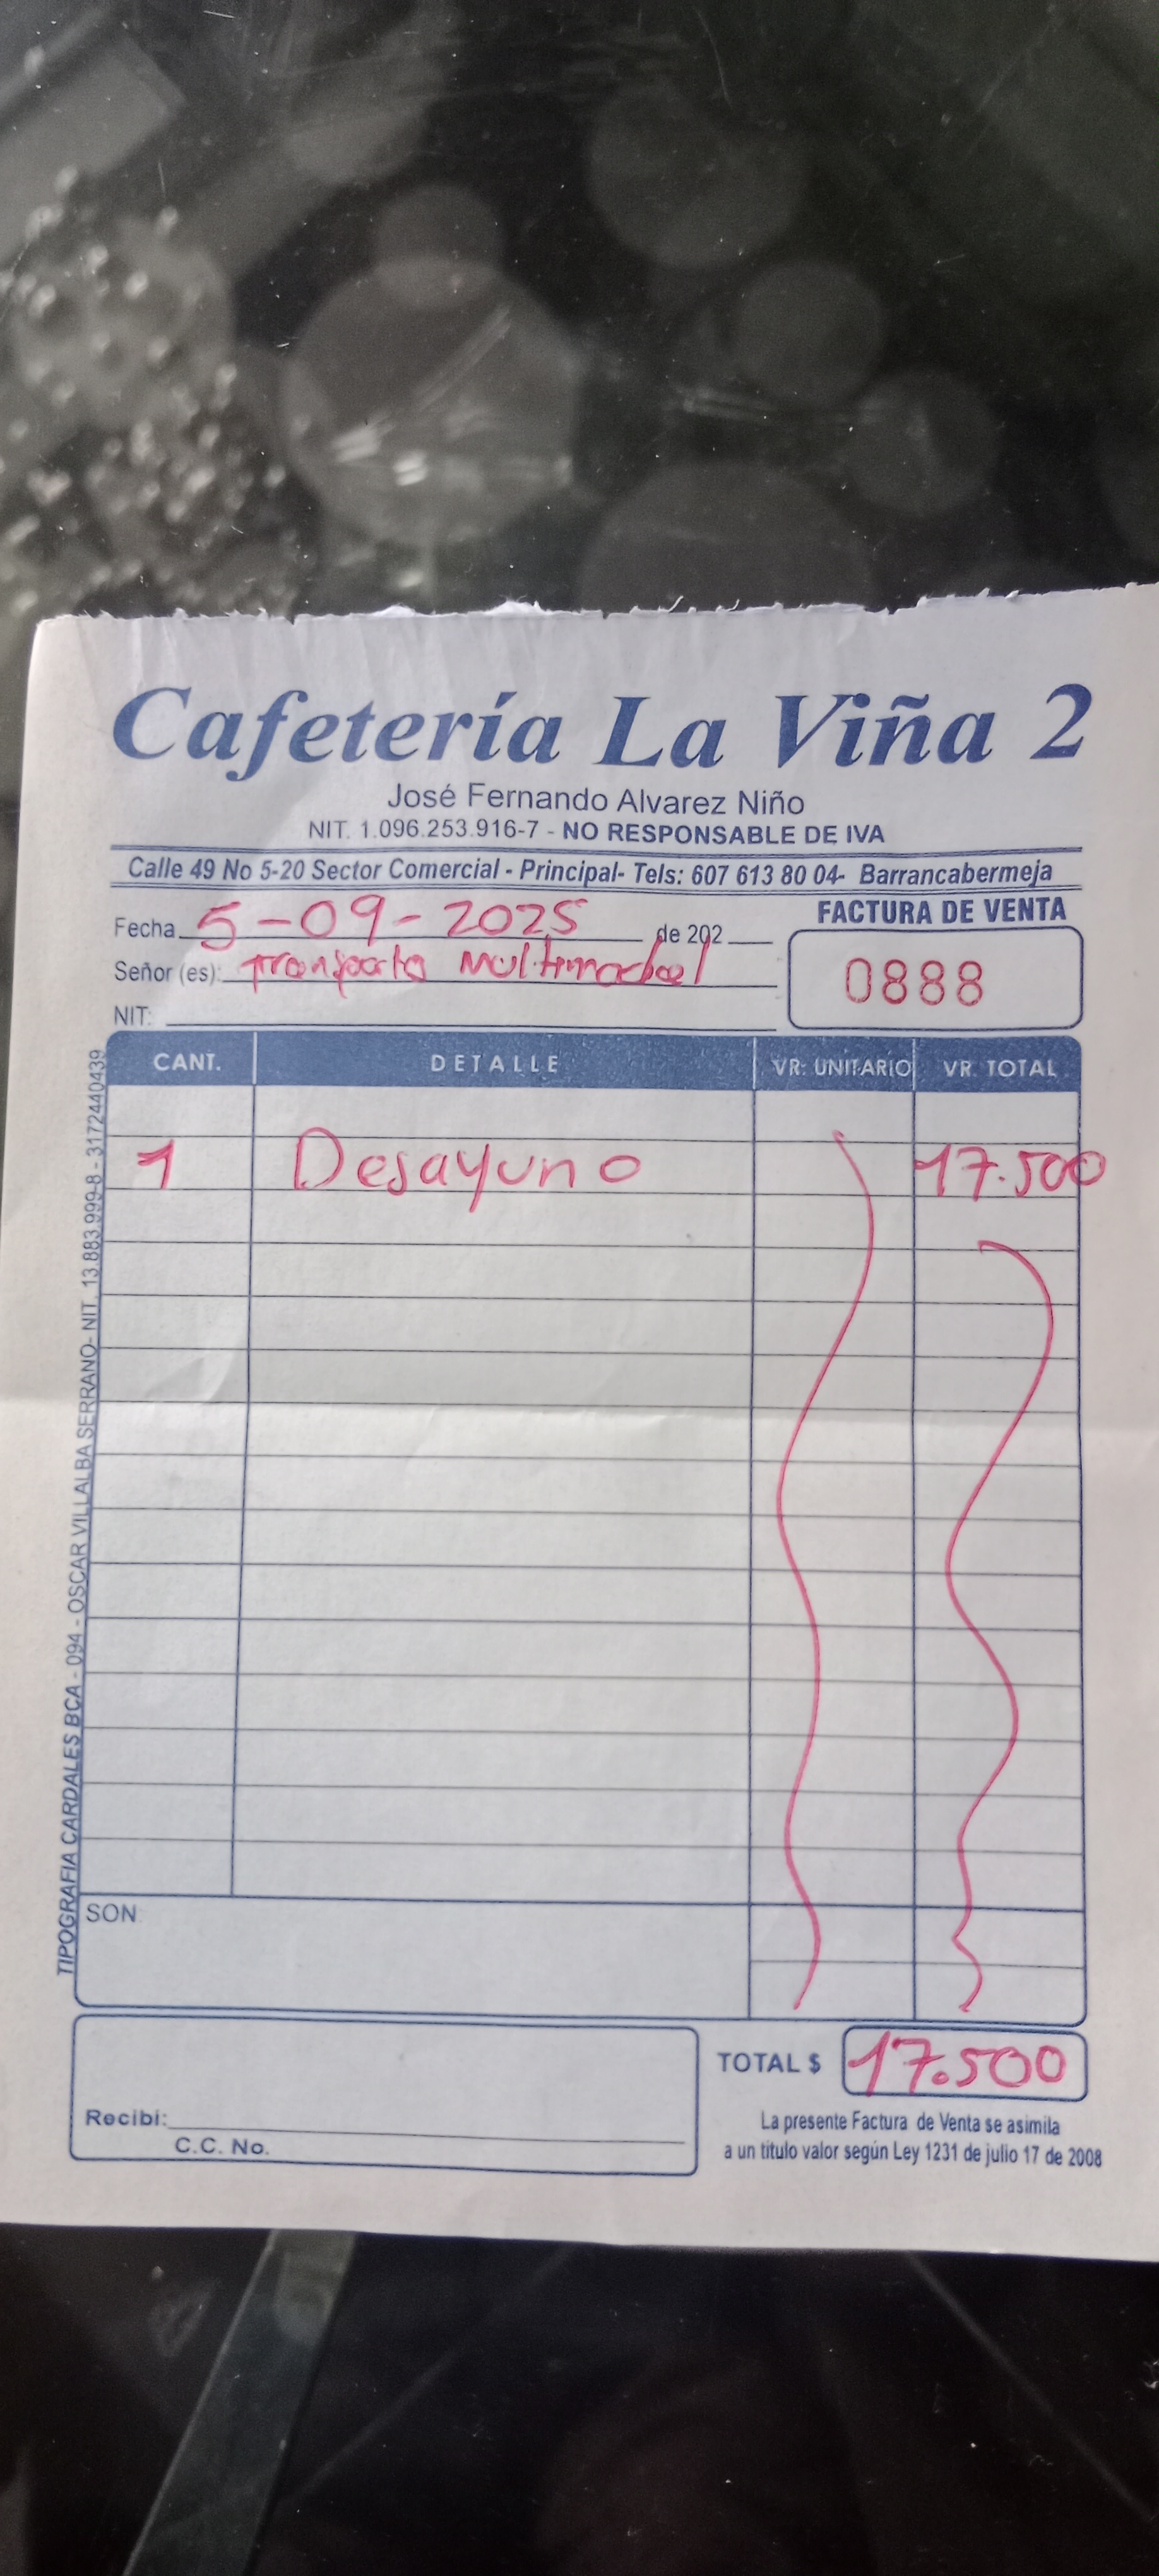 Cafetería La Viña 2
José Fernando Alvarez Niño
NIT. 1.096.253.916-7 - NO RESPONSABLE DE IVA
Calle 49 No 5-20 Sector Comercial - Principal- Tels: 607 613 80 04- Barrancabermeja
Fecha 5-09-2025 de 202
FACTURA DE VENTA
Señor (es): Transporte Multimodal
0888
NIT:
CANT. DETALLE VR: UNITARIO VR. TOTAL
1 Desayuno 17.500
SON
TOTAL $ 17.500
Recibí:
C.C. No.
La presente Factura de Venta se asimila
a un título valor según Ley 1231 de julio 17 de 2008
TIPOGRAFIA CARDALES BCA - 094 - OSCAR VILLALBA SERRANO- NIT. 13.883.999-8 - 3172440439